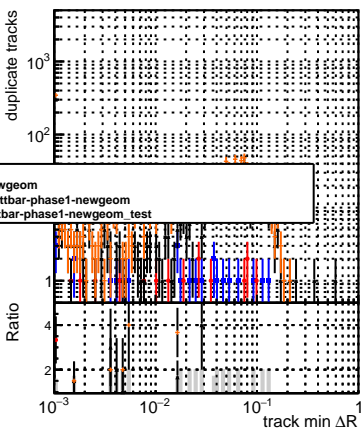 duplicate tracks
10³
10²
wgeom
ttbar-phase1-newgeom
tbar-phase1-newgeom_test
1
Ratio
4
2
10⁻³ 10⁻² 10⁻¹ 1
track min ΔR